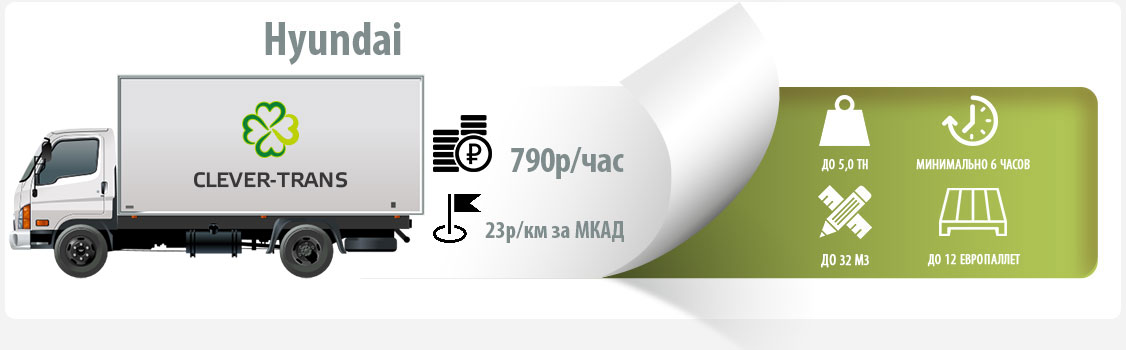 Hyundai
CLEVER-TRANS
790р/час
23р/км за МКАД
ДО 5,0 ТН
МИНИМАЛЬНО 6 ЧАСОВ
ДО 32 М3
ДО 12 ЕВРОПАЛЛЕТ